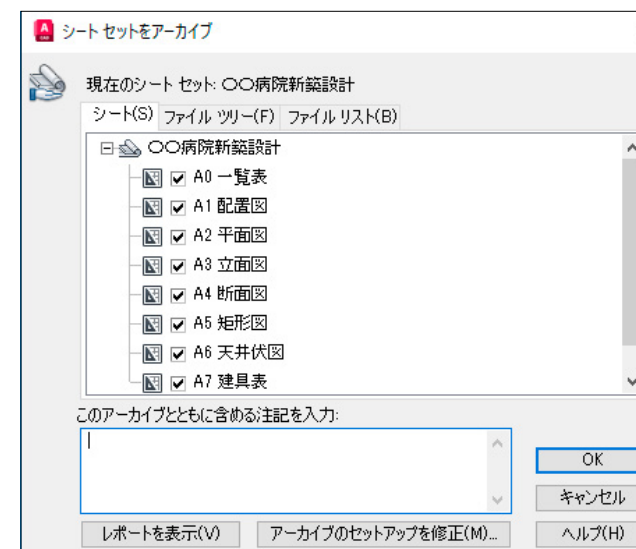 シート セットをアーカイブ
現在のシート セット: 〇〇病院新築設計
シート(S) ファイル ツリー(F) ファイル リスト(B)
〇〇病院新築設計
A0 一覧表
A1 配置図
A2 平面図
A3 立面図
A4 断面図
A5 矩形図
A6 天井伏図
A7 建具表
このアーカイブとともに含める注記を入力:
OK
キャンセル
レポートを表示(V) アーカイブのセットアップを修正(M)... ヘルプ(H)